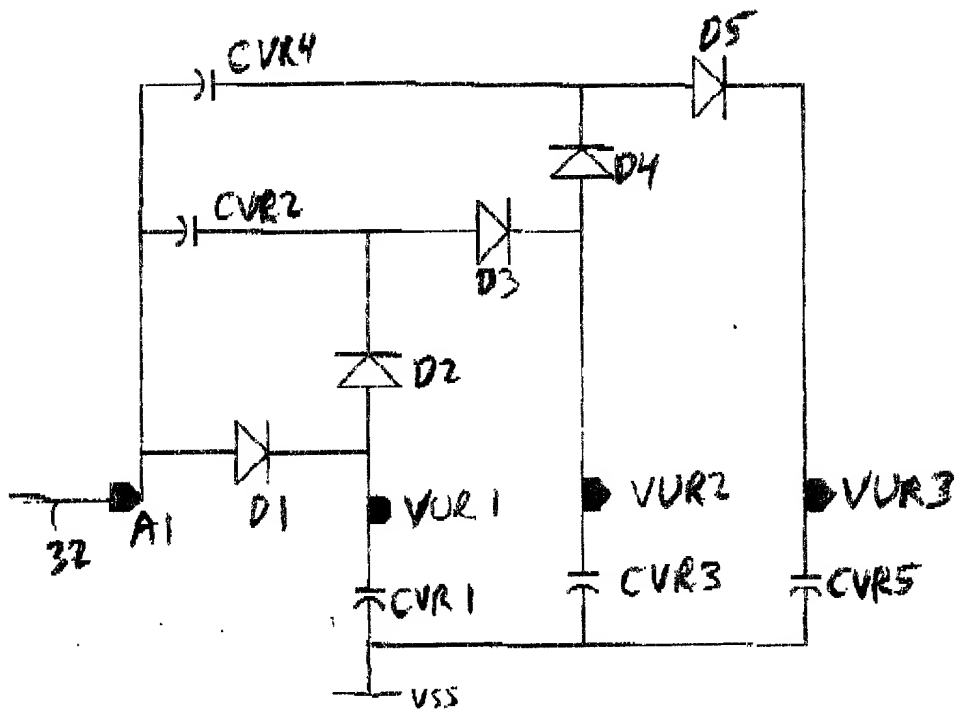 D5
CVR4
D4
CVR2
D3
D2
D1
A1
32
VUR1
VUR2
VUR3
CVR1
CVR3
CVR5
VSS